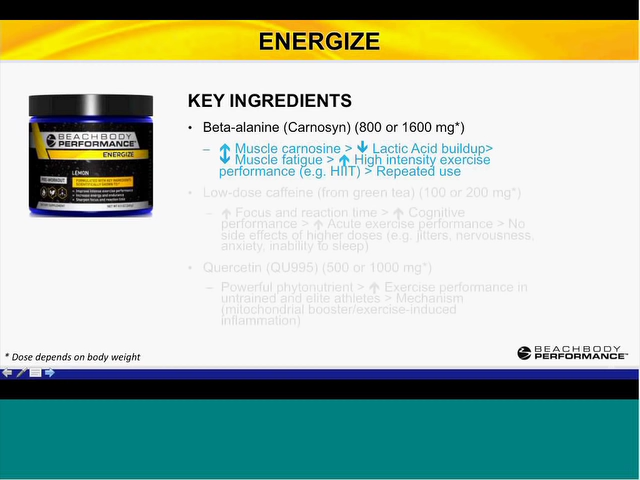 ENERGIZE
KEY INGREDIENTS
• Beta-alanine (Carnosyn) (800 or 1600 mg*)
– ↑ Muscle carnosine > ↓ Lactic Acid buildup>
↓ Muscle fatigue > ↑ High intensity exercise
performance (e.g. HIIT) > Repeated use
• Low-dose caffeine (from green tea) (100 or 200 mg*)
– ↑ Focus and reaction time > ↑ Cognitive
performance > ↑ Acute exercise performance > No
side effects of higher doses (e.g. jitters, nervousness,
anxiety, inability to sleep)
• Quercetin (QU995) (500 or 1000 mg*)
– Powerful phytonutrient > ↑ Exercise performance in
untrained and elite athletes > Mechanism
(mitochondrial booster/exercise-induced
inflammation)
BEACHBODY
PERFORMANCE
ENERGIZE
LEMON
* Dose depends on body weight
BEACHBODY
PERFORMANCE™